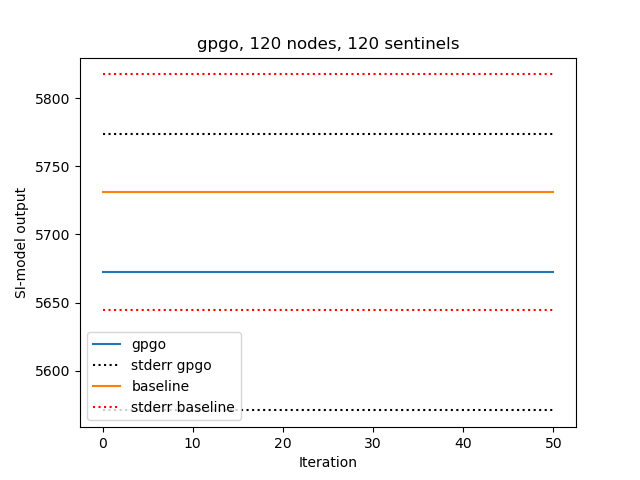 gpgo, 120 nodes, 120 sentinels
SI-model output
5800
5750
5700
5650
5600
gpgo
stderr gpgo
baseline
stderr baseline
0 10 20 30 40 50
Iteration